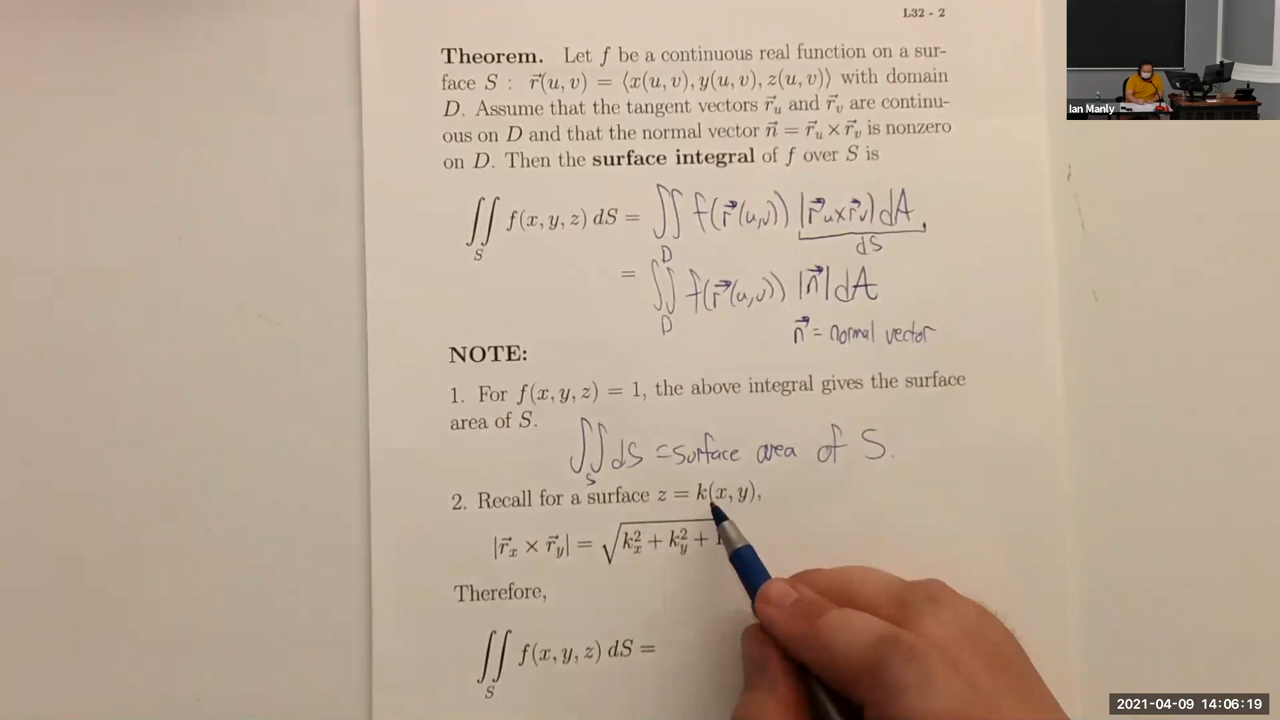 L32 - 2
Theorem. Let f be a continuous real function on a sur-
face S : r⃗(u, v) = ⟨x(u, v), y(u, v), z(u, v)⟩ with domain
D. Assume that the tangent vectors r⃗_u and r⃗_v are continu-
ous on D and that the normal vector n⃗ = r⃗_u × r⃗_v is nonzero
on D. Then the surface integral of f over S is
∬_S f(x, y, z) dS = ∬_D f(r⃗(u,v)) |r⃗_u × r⃗_v| dA,
dS
= ∬_D f(r⃗(u,v)) |n⃗| dA
n⃗ = normal vector
NOTE:
1. For f(x, y, z) = 1, the above integral gives the surface
area of S.
∬_S dS = surface area of S.
2. Recall for a surface z = k(x, y),
|r⃗_x × r⃗_y| = √(k_x² + k_y² +
Therefore,
∬_S f(x, y, z) dS =
Ian Manly
2021-04-09 14:06:19